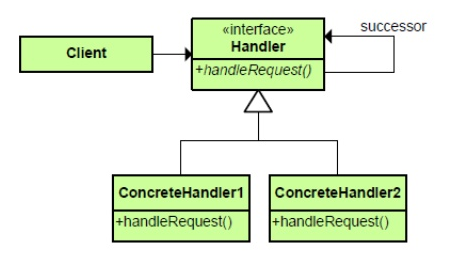 successor
«interface»
Handler
Client
+handleRequest()
ConcreteHandler1
ConcreteHandler2
+handleRequest()
+handleRequest()